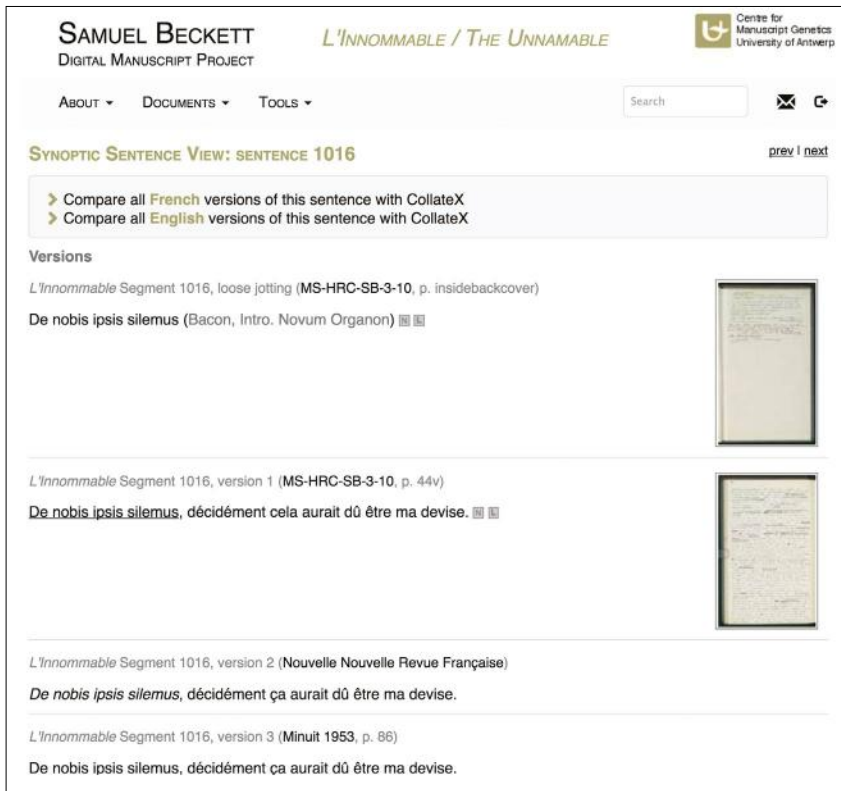 SAMUEL BECKETT
DIGITAL MANUSCRIPT PROJECT
L'INNOMMABLE / THE UNNAMABLE
Centre for
Manuscript Genetics
University of Antwerp
ABOUT DOCUMENTS TOOLS Search
SYNOPTIC SENTENCE VIEW: SENTENCE 1016 prev | next
Compare all French versions of this sentence with CollateX
Compare all English versions of this sentence with CollateX
Versions
L'Innommable Segment 1016, loose jotting (MS-HRC-SB-3-10, p. insidebackcover)
De nobis ipsis silemus (Bacon, Intro. Novum Organon) N L
L'Innommable Segment 1016, version 1 (MS-HRC-SB-3-10, p. 44v)
De nobis ipsis silemus, décidément cela aurait dû être ma devise. N L
L'Innommable Segment 1016, version 2 (Nouvelle Nouvelle Revue Française)
De nobis ipsis silemus, décidément ça aurait dû être ma devise.
L'Innommable Segment 1016, version 3 (Minuit 1953, p. 86)
De nobis ipsis silemus, décidément ça aurait dû être ma devise.